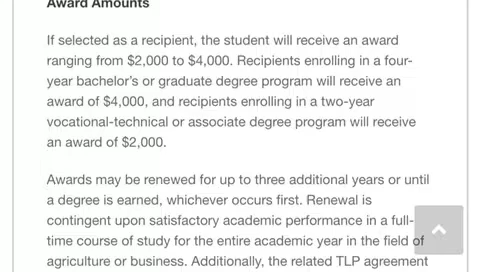 Award Amounts
If selected as a recipient, the student will receive an award
ranging from $2,000 to $4,000. Recipients enrolling in a four-
year bachelor's or graduate degree program will receive an
award of $4,000, and recipients enrolling in a two-year
vocational-technical or associate degree program will receive
an award of $2,000.
Awards may be renewed for up to three additional years or until
a degree is earned, whichever occurs first. Renewal is
contingent upon satisfactory academic performance in a full-
time course of study for the entire academic year in the field of
agriculture or business. Additionally, the related TLP agreement